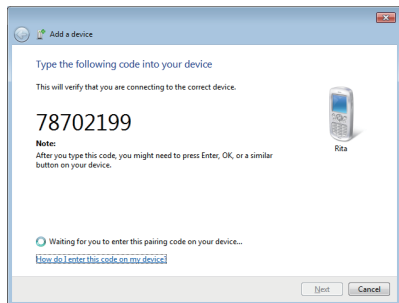 Add a device
Type the following code into your device
This will verify that you are connecting to the correct device.
78702199
Note:
After you type this code, you might need to press Enter, OK, or a similar
button on your device.
Rita
Waiting for you to enter this pairing code on your device...
How do I enter this code on my device?
Next
Cancel